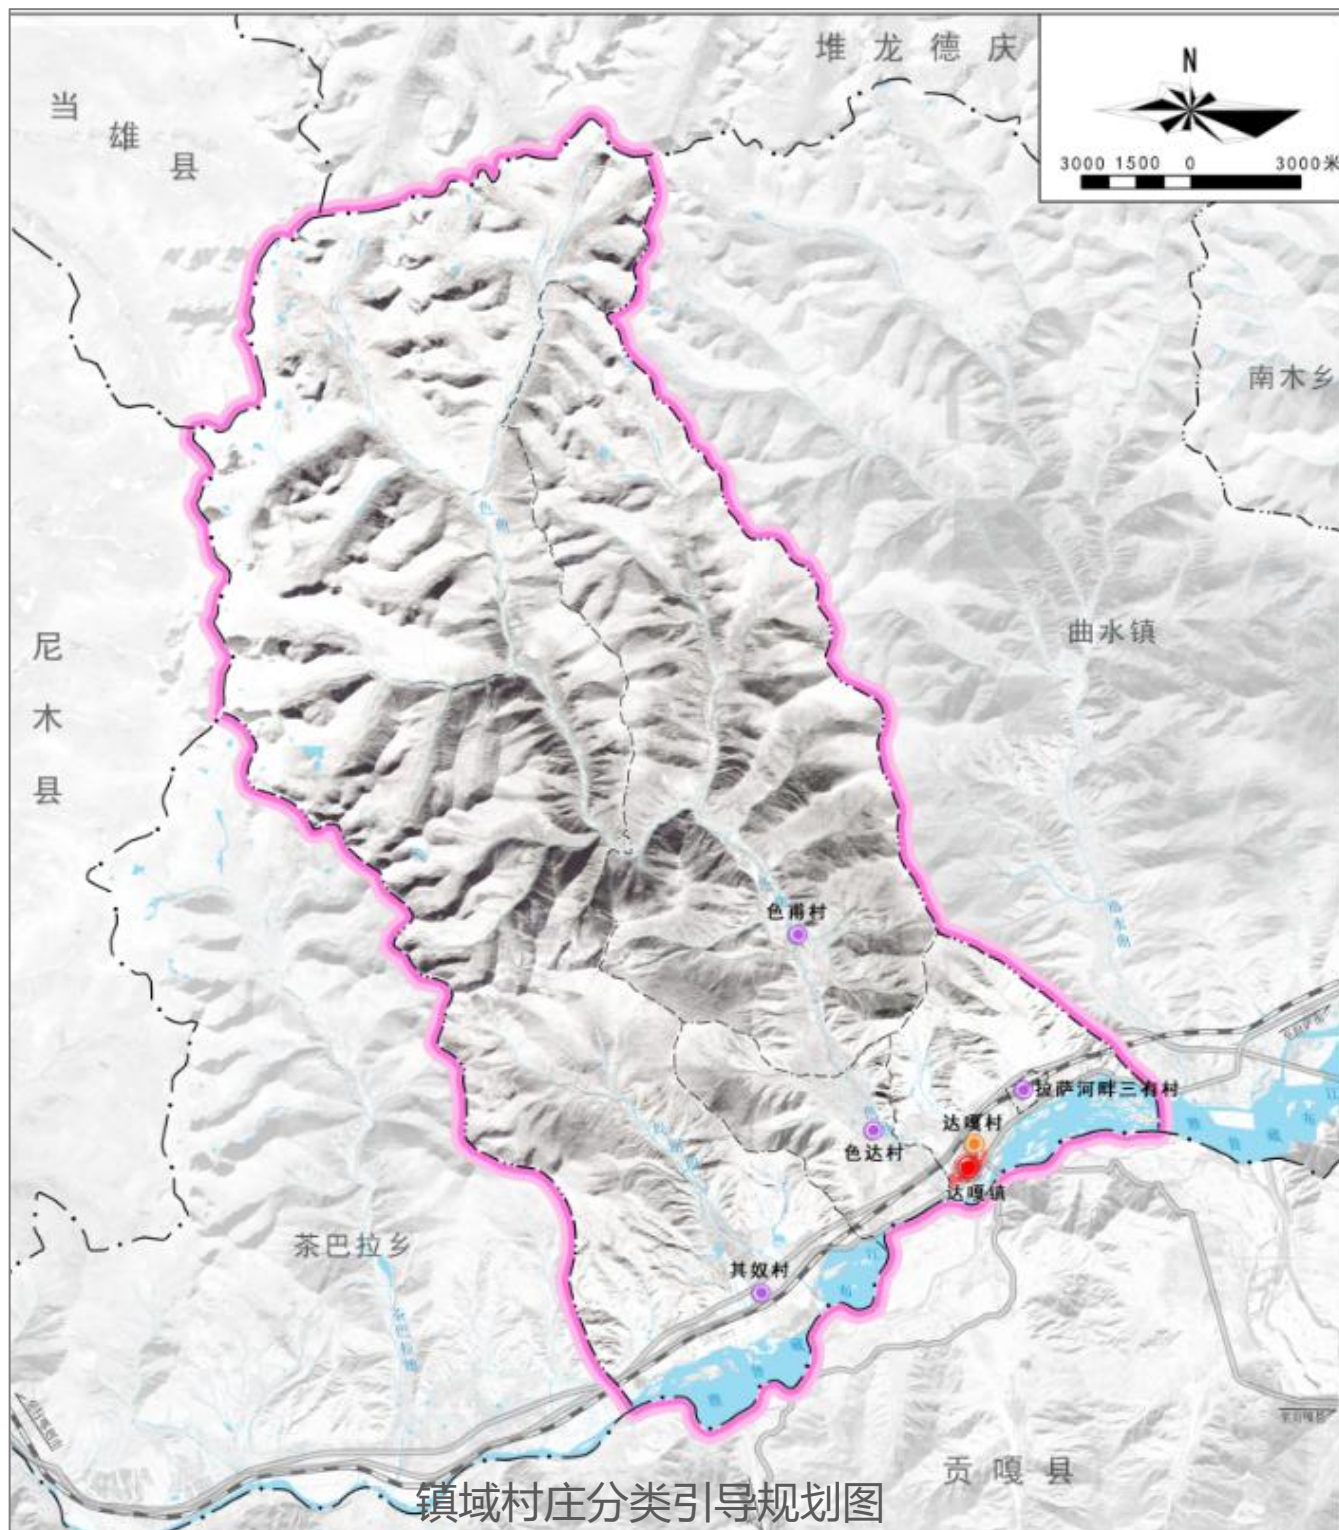 堆龙德庆
当雄县
N
3000 1500 0 3000米
南木乡
曲水镇
尼木县
色甫村
拉萨河畔三有村
达嘎村
色达村
达嘎镇
茶巴拉乡
其奴村
贡嘎县
镇域村庄分类引导规划图